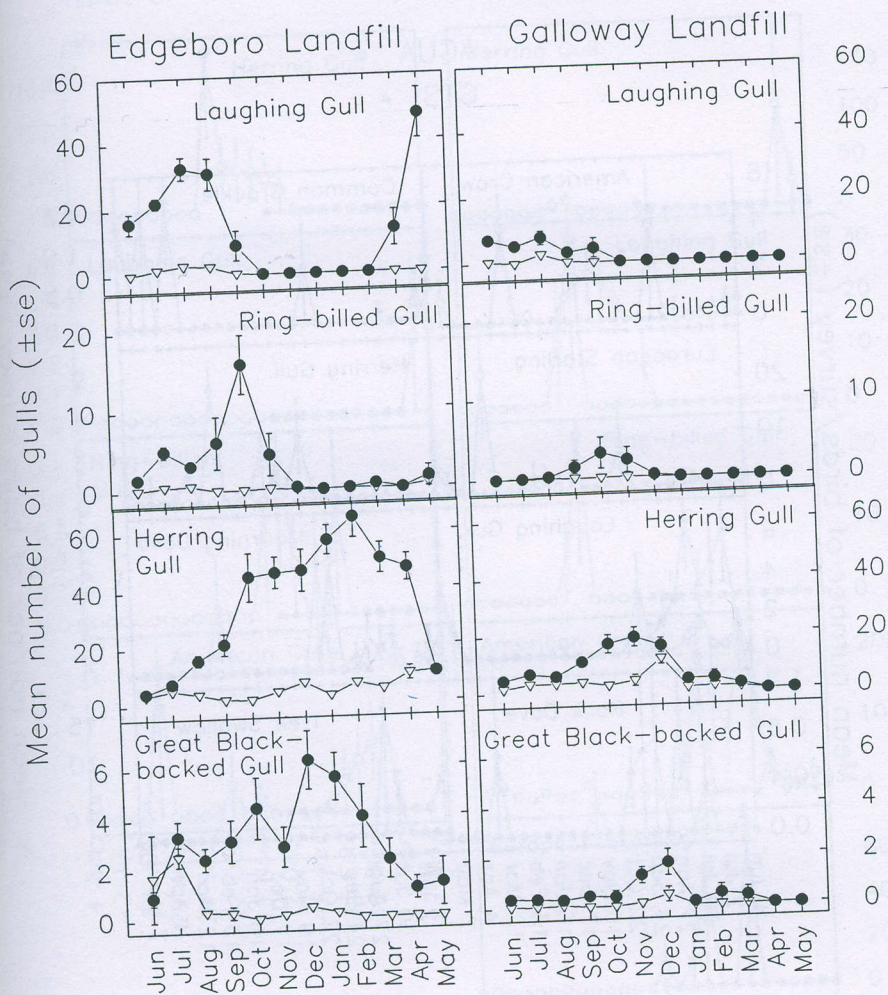 Edgeboro Landfill
Galloway Landfill
Mean number of gulls (±se)
Laughing Gull
60
40
20
0
Laughing Gull
60
40
20
0
Ring-billed Gull
20
10
0
Ring-billed Gull
20
10
0
Herring
Gull
60
40
20
0
Herring Gull
60
40
20
0
Great Black-
backed Gull
6
4
2
0
Great Black-backed Gull
6
4
2
0
Jun
Jul
Aug
Sep
Oct
Nov
Dec
Jan
Feb
Mar
Apr
May
Jun
Jul
Aug
Sep
Oct
Nov
Dec
Jan
Feb
Mar
Apr
May